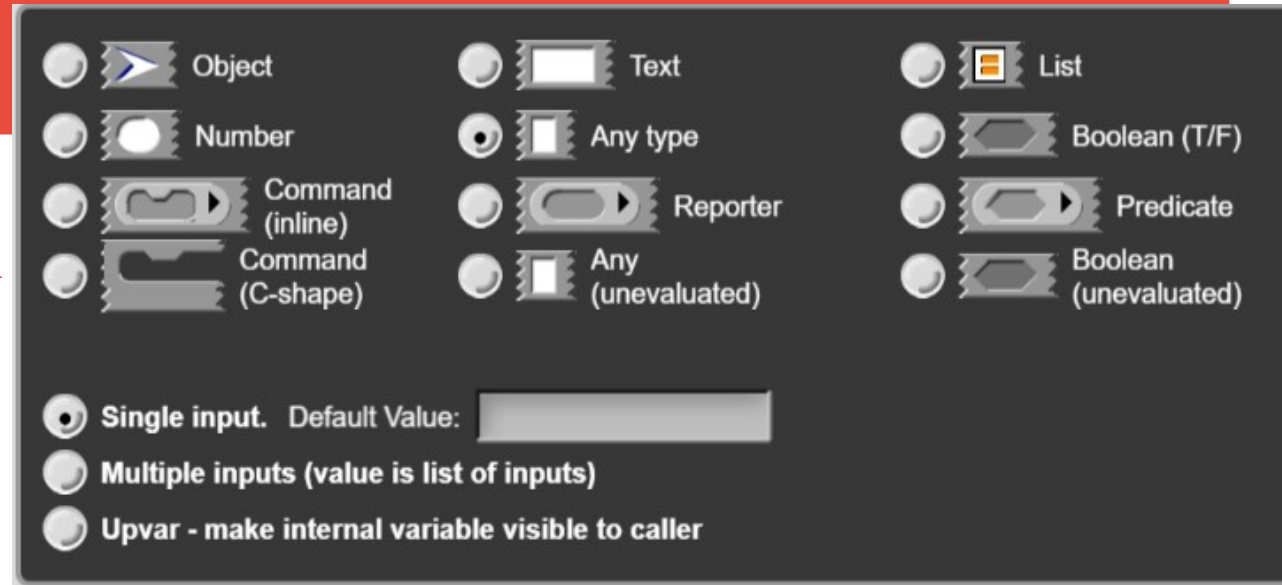 Object
Text
List
Number
Any type
Boolean (T/F)
Command
(inline)
Reporter
Predicate
Command
(C-shape)
Any
(unevaluated)
Boolean
(unevaluated)
Single input. Default Value:
Multiple inputs (value is list of inputs)
Upvar - make internal variable visible to caller